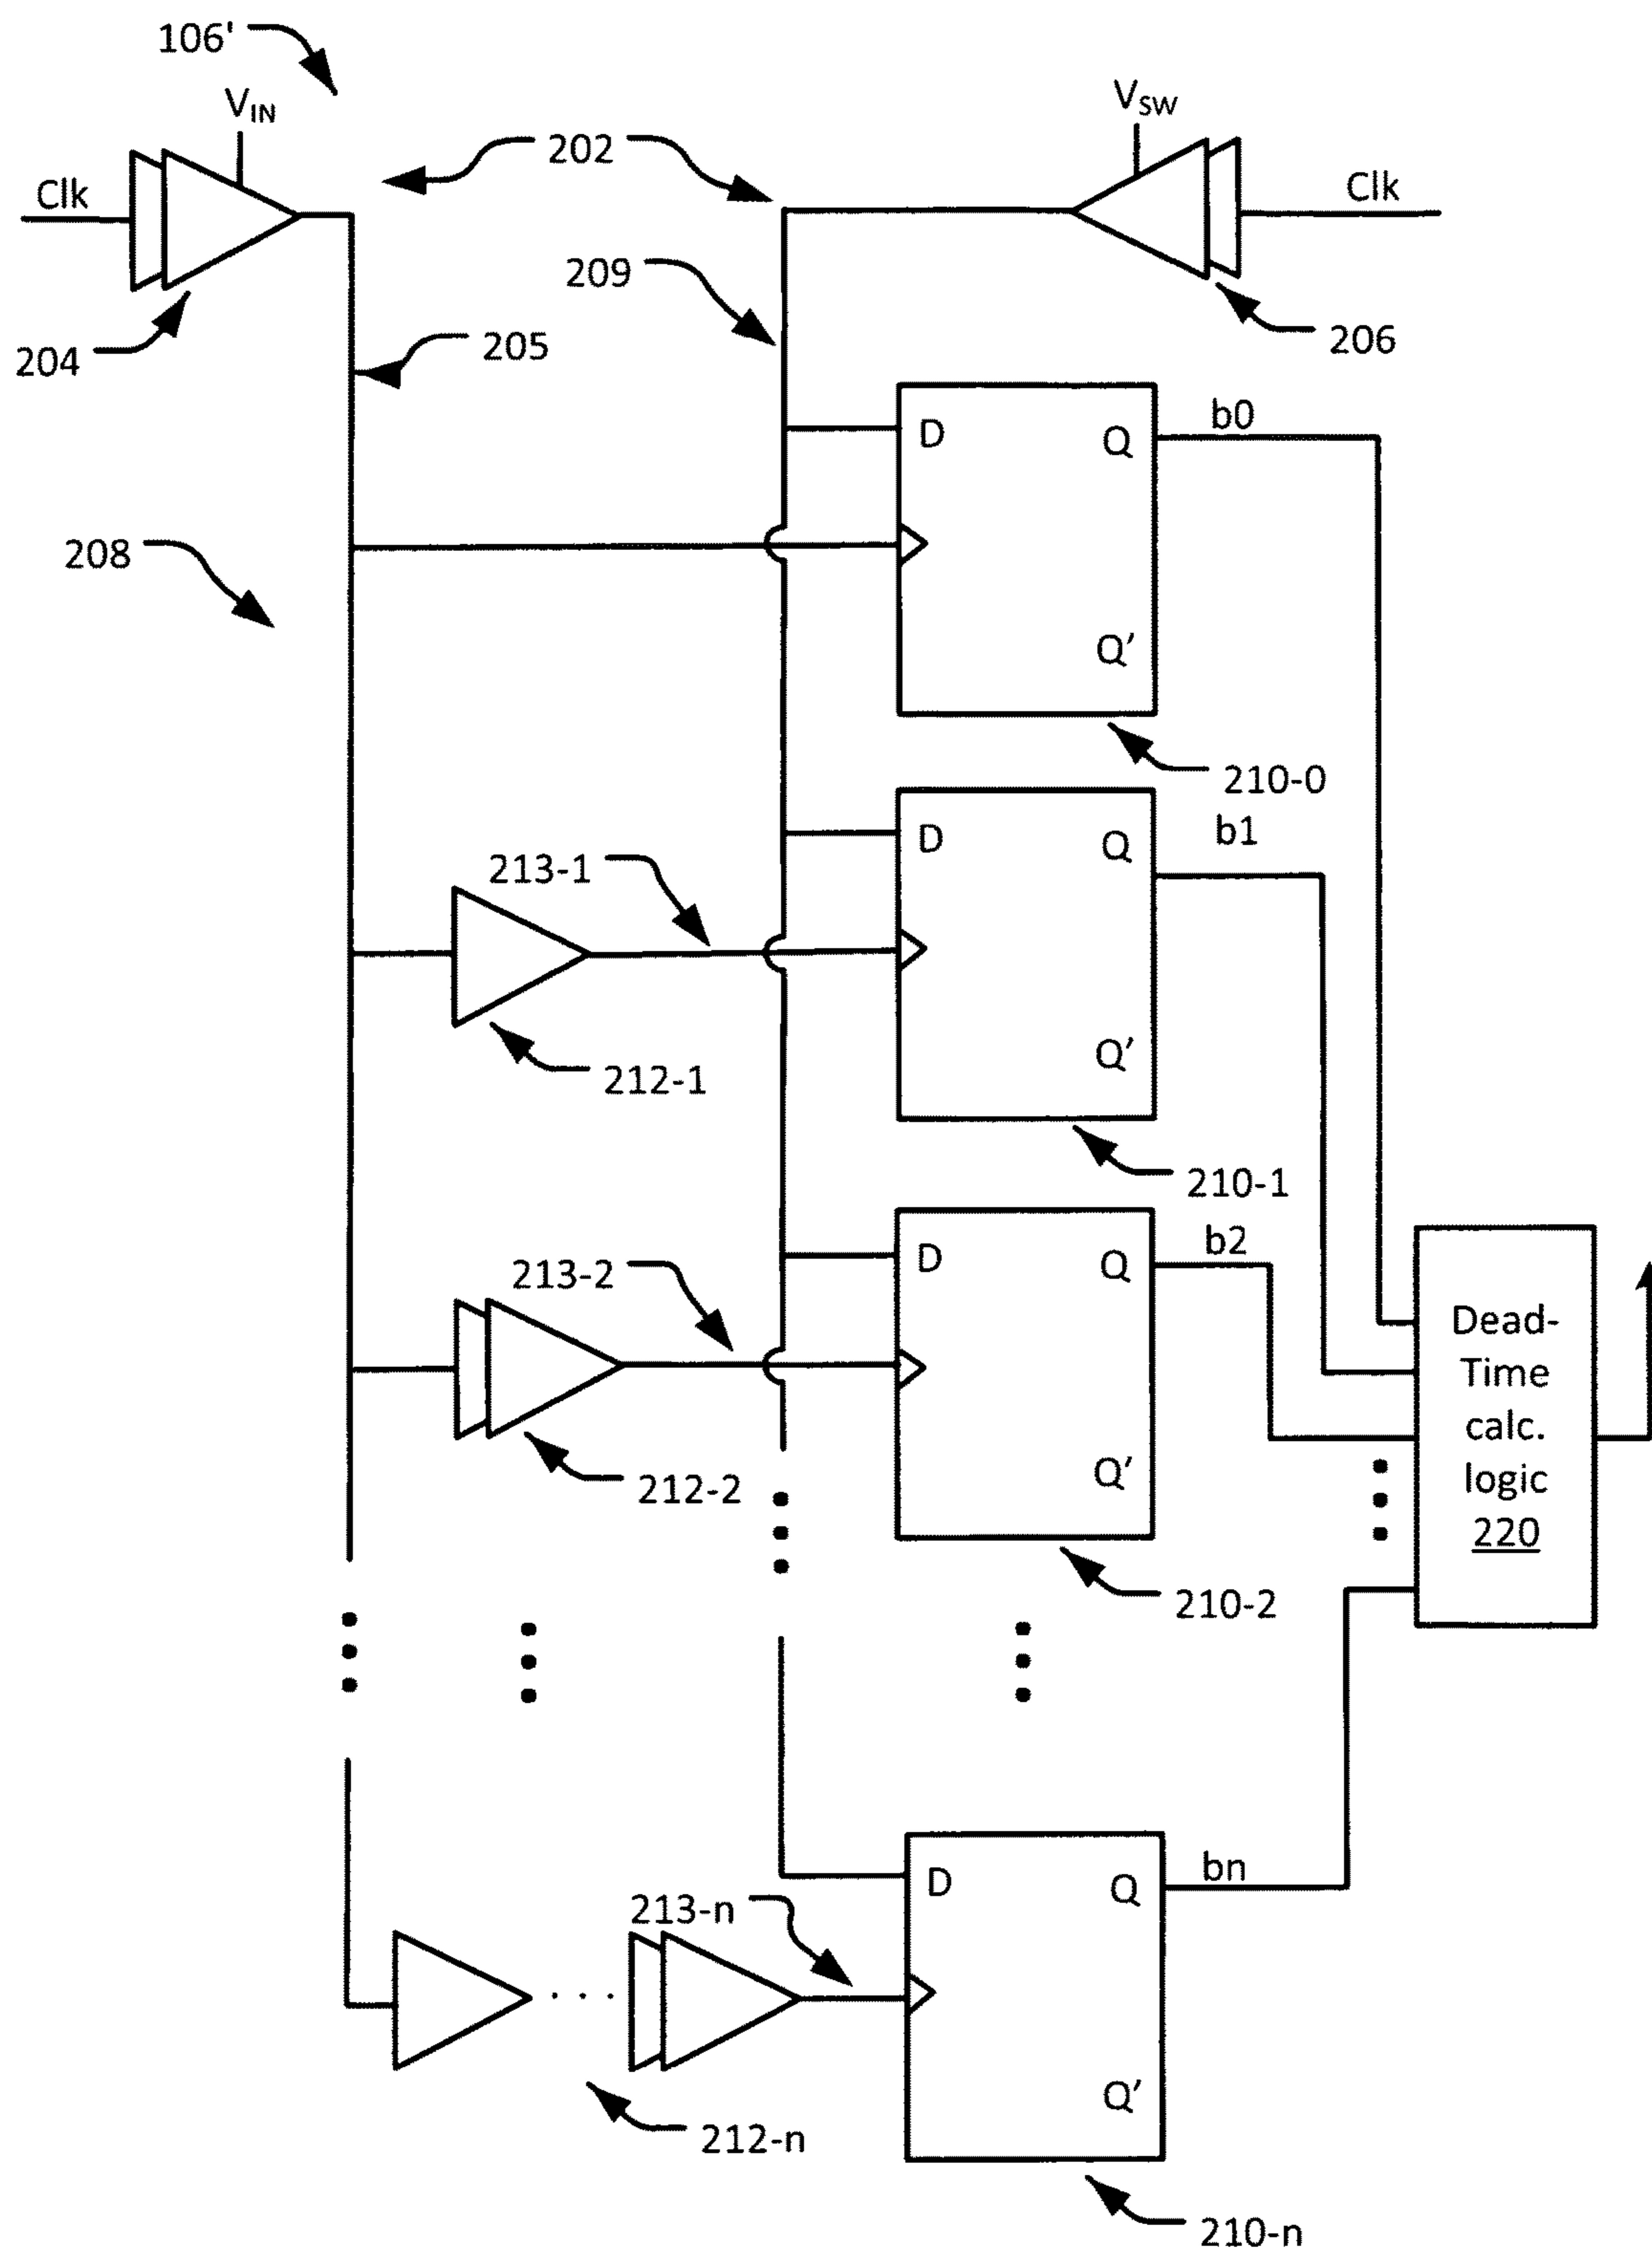 106'
V_IN
V_SW
202
Clk
Clk
209
204
205
206
b0
D
Q
208
Q'
210-0
b1
D
Q
213-1
Q'
212-1
210-1
b2
D
Q
213-2
Dead-
Time
calc.
logic
220
Q'
212-2
210-2
bn
D
Q
213-n
Q'
212-n
210-n